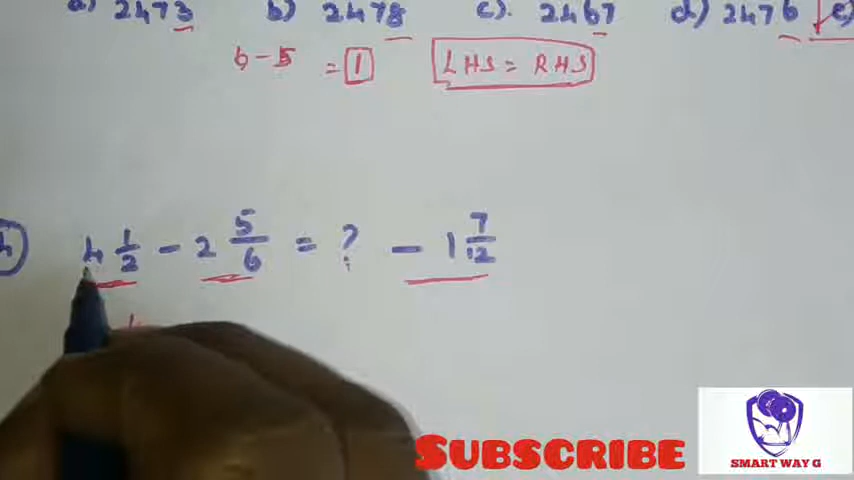 a) 2473 b) 2478 c). 2467 d) 2476 e)
6 - 5 = 1 LHS = RHS
4 1/2 - 2 5/6 = ? - 1 7/12
SUBSCRIBE
SMART WAY G